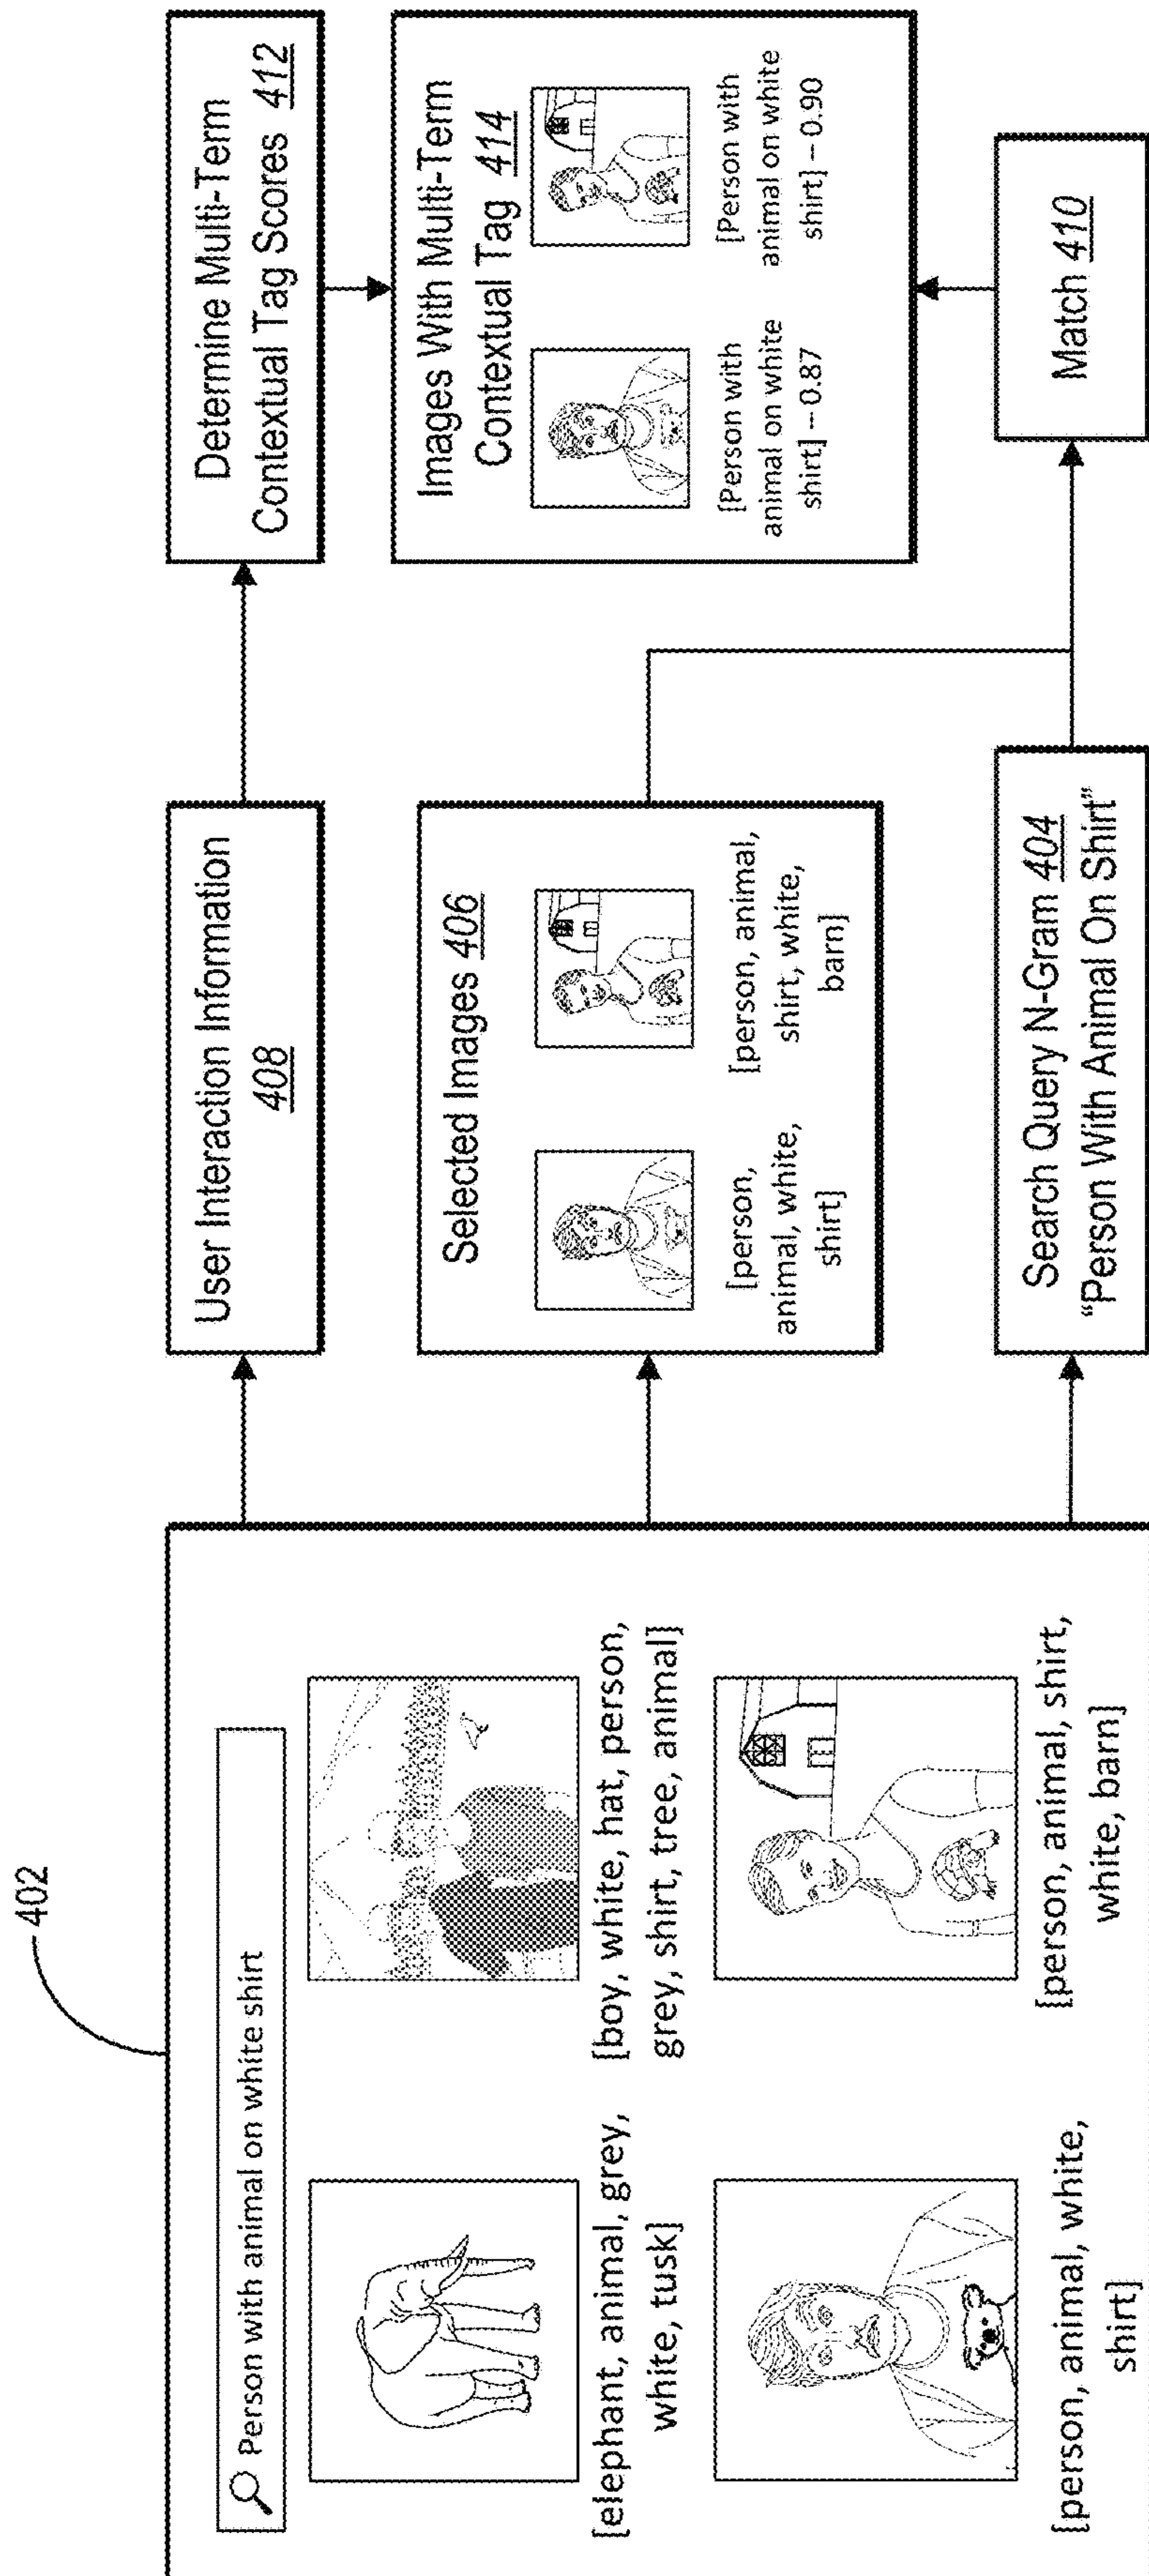 402
Person with animal on white shirt
[elephant, animal, grey,
white, tusk]
[boy, white, hat, person,
grey, shirt, tree, animal]
[person, animal, white,
shirt]
[person, animal, shirt,
white, barn]
User Interaction Information
408
Selected Images 406
[person,
animal, white,
shirt]
[person, animal,
shirt, white,
barn]
Search Query N-Gram 404
“Person With Animal On Shirt”
Determine Multi-Term
Contextual Tag Scores 412
Images With Multi-Term
Contextual Tag 414
[Person with
animal on white
shirt] – 0.87
[Person with
animal on white
shirt] – 0.90
Match 410